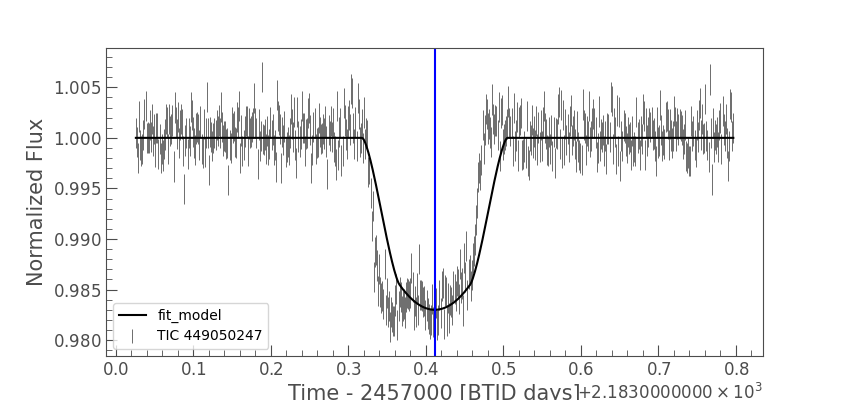 Normalized Flux
1.005
1.000
0.995
0.990
0.985
0.980
fit_model
TIC 449050247
0.0 0.1 0.2 0.3 0.4 0.5 0.6 0.7 0.8
Time - 2457000 [BTJD days]
+2.1830000000 × 10³